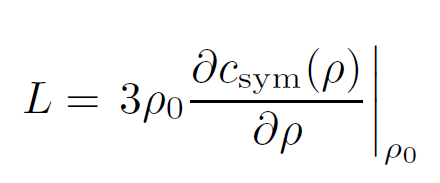 L = 3ρ₀ ∂c_sym(ρ)/∂ρ |_ρ₀